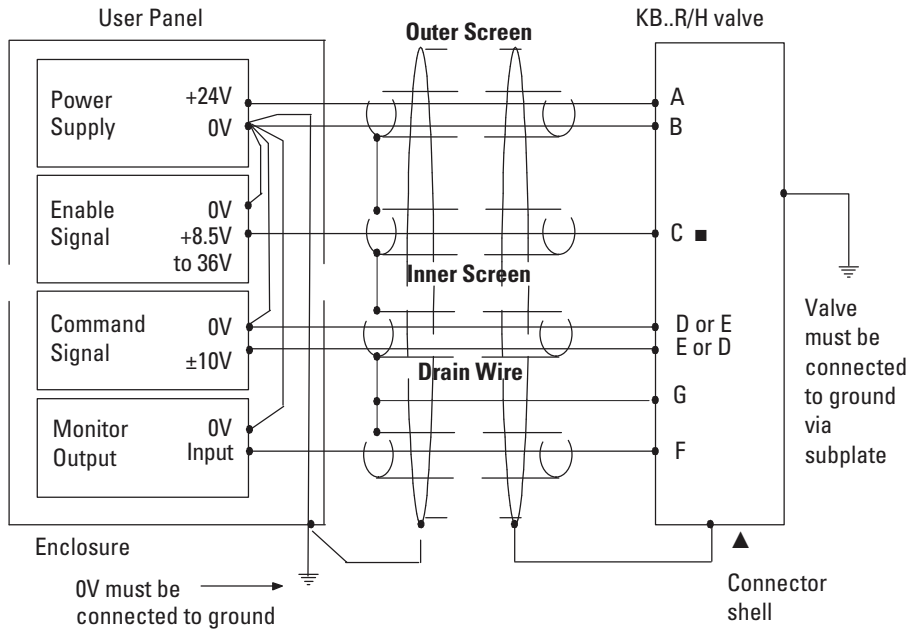 User Panel
KB..R/H valve
Outer Screen
Power
Supply
+24V
0V
A
B
Enable
Signal
0V
+8.5V
to 36V
C ■
Inner Screen
Command
Signal
0V
±10V
D or E
E or D
Drain Wire
G
Monitor
Output
0V
Input
F
Valve
must be
connected
to ground
via
subplate
Enclosure
0V must be
connected to ground
▲
Connector
shell